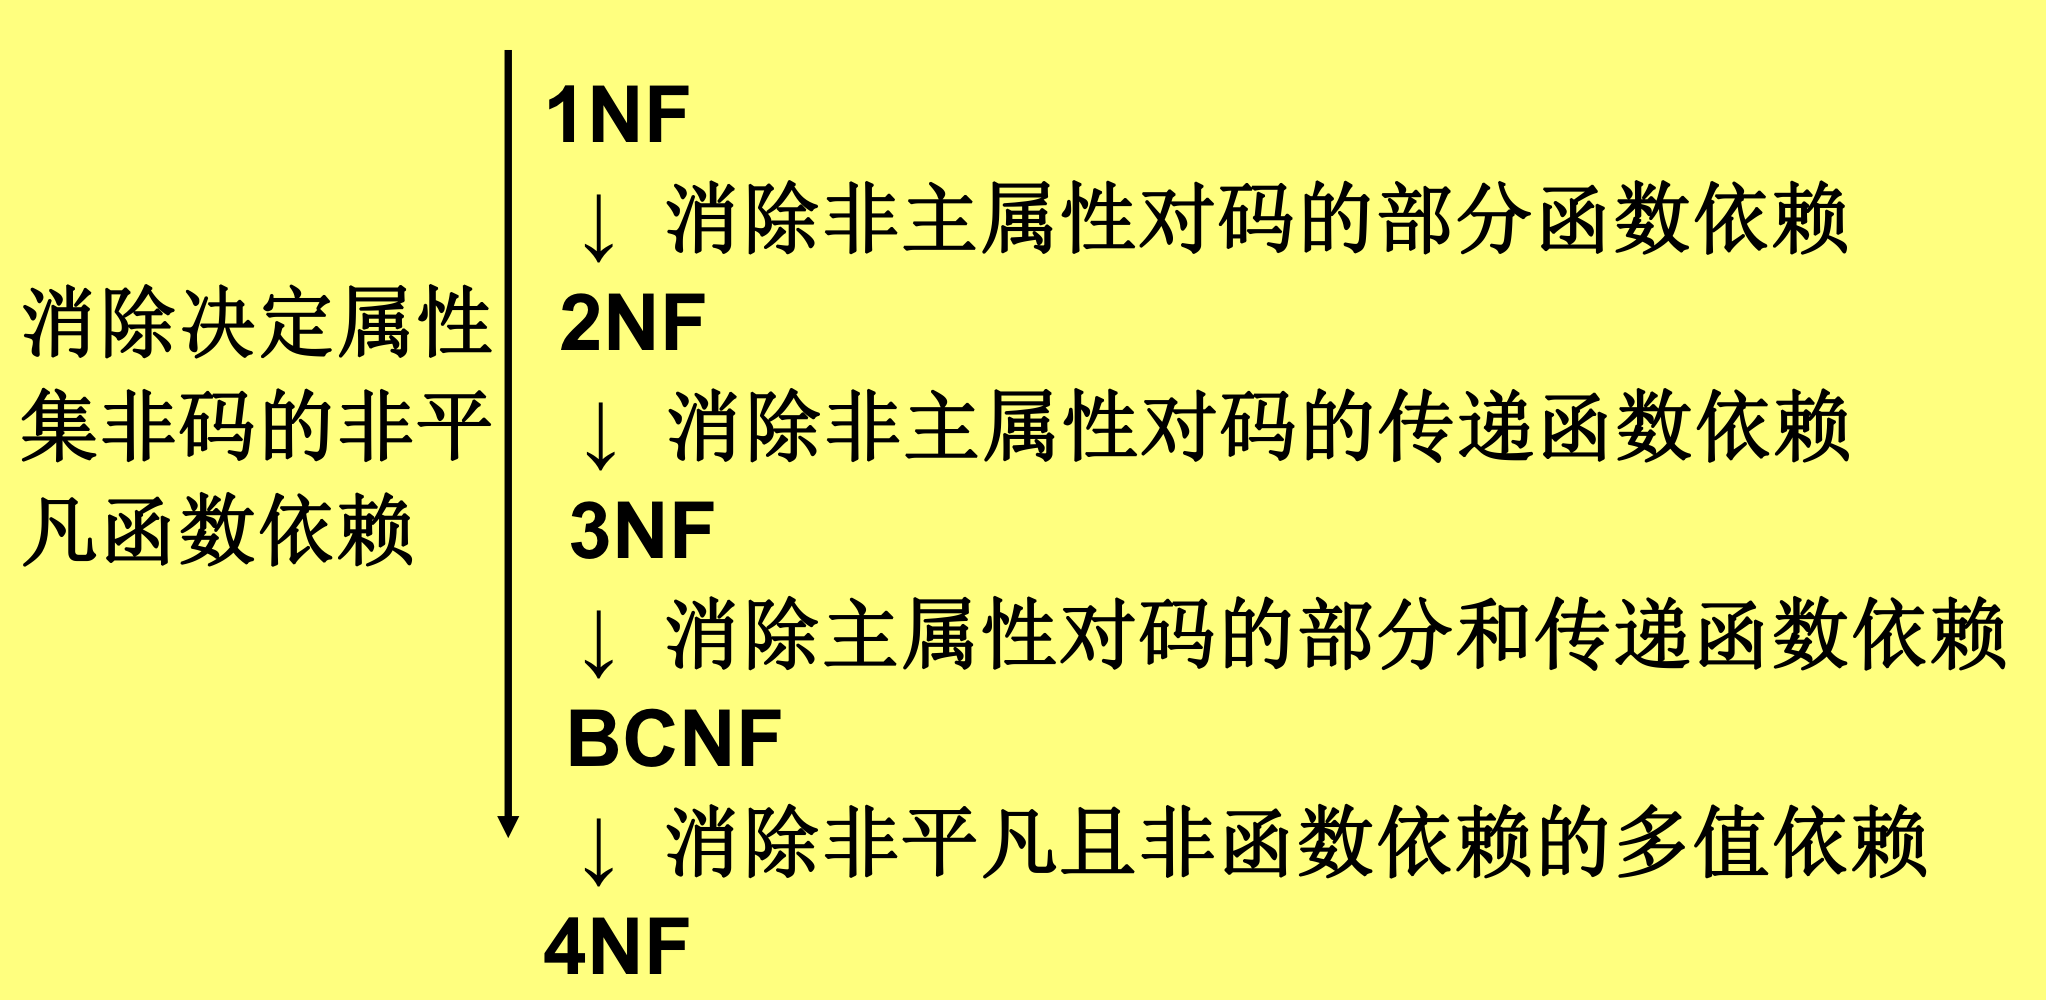 消除决定属性
集非码的非平
凡函数依赖
1NF
↓ 消除非主属性对码的部分函数依赖
2NF
↓ 消除非主属性对码的传递函数依赖
3NF
↓ 消除主属性对码的部分和传递函数依赖
BCNF
↓ 消除非平凡且非函数依赖的多值依赖
4NF